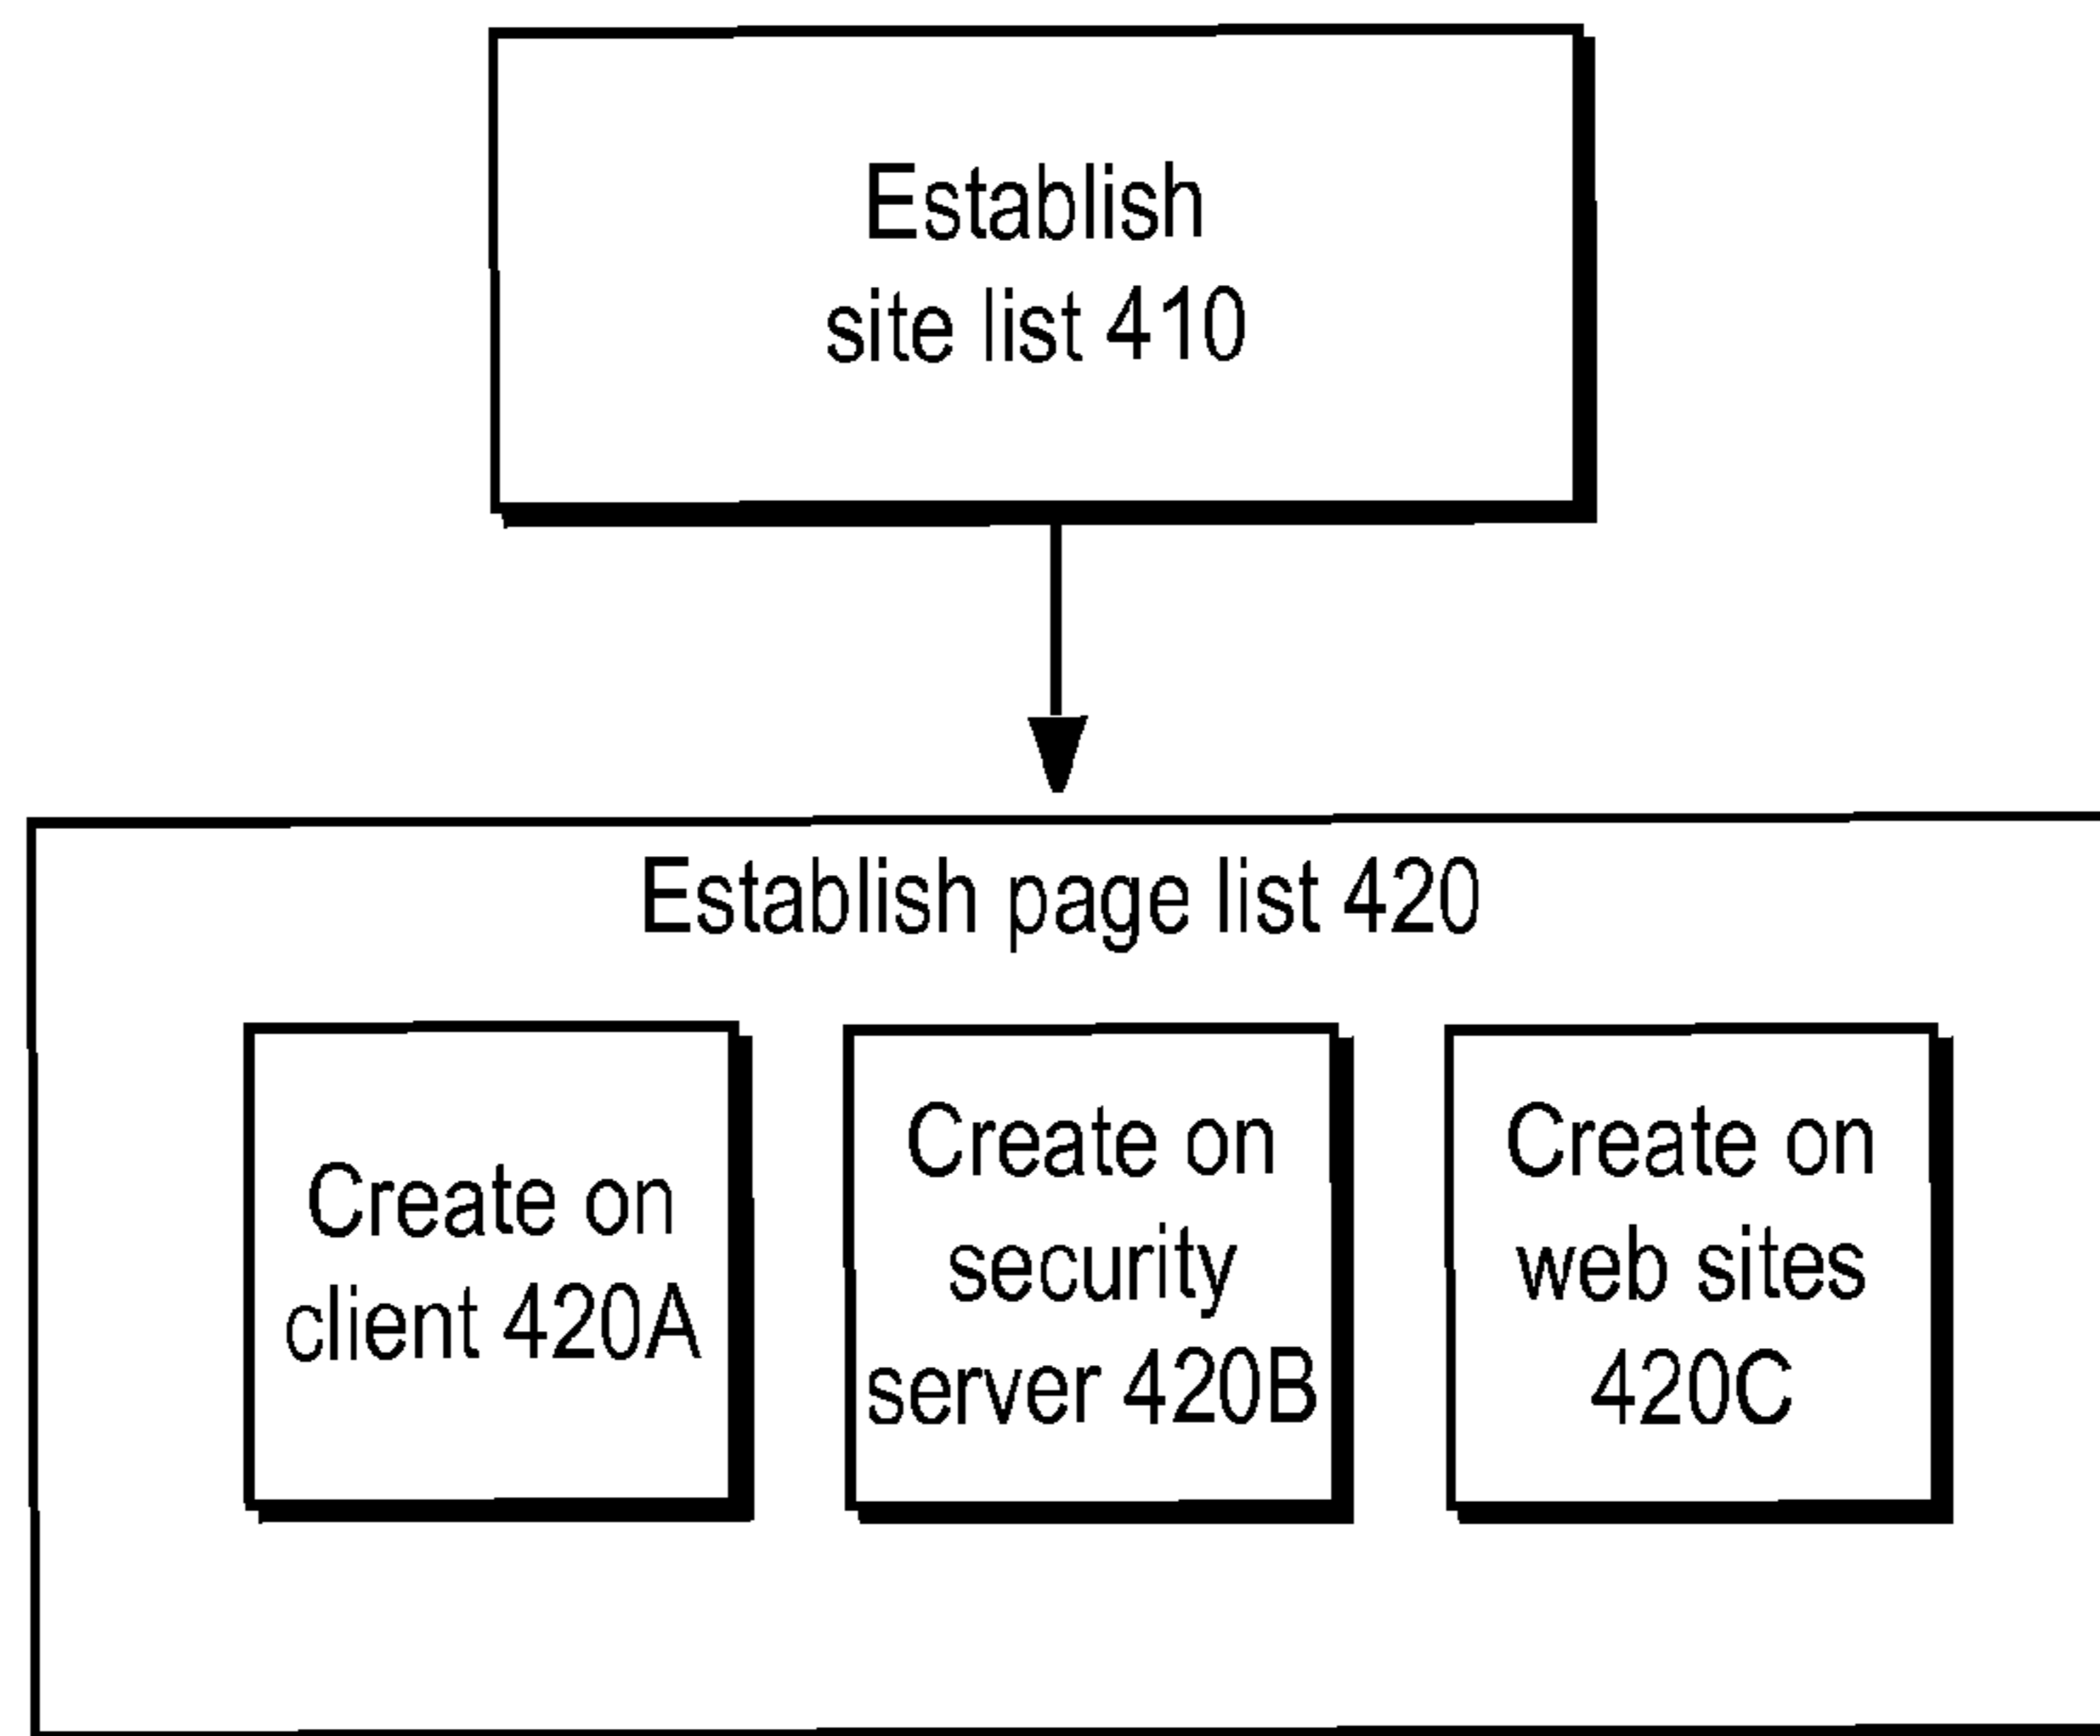 Establish
site list 410
Establish page list 420
Create on
client 420A
Create on
security
server 420B
Create on
web sites
420C